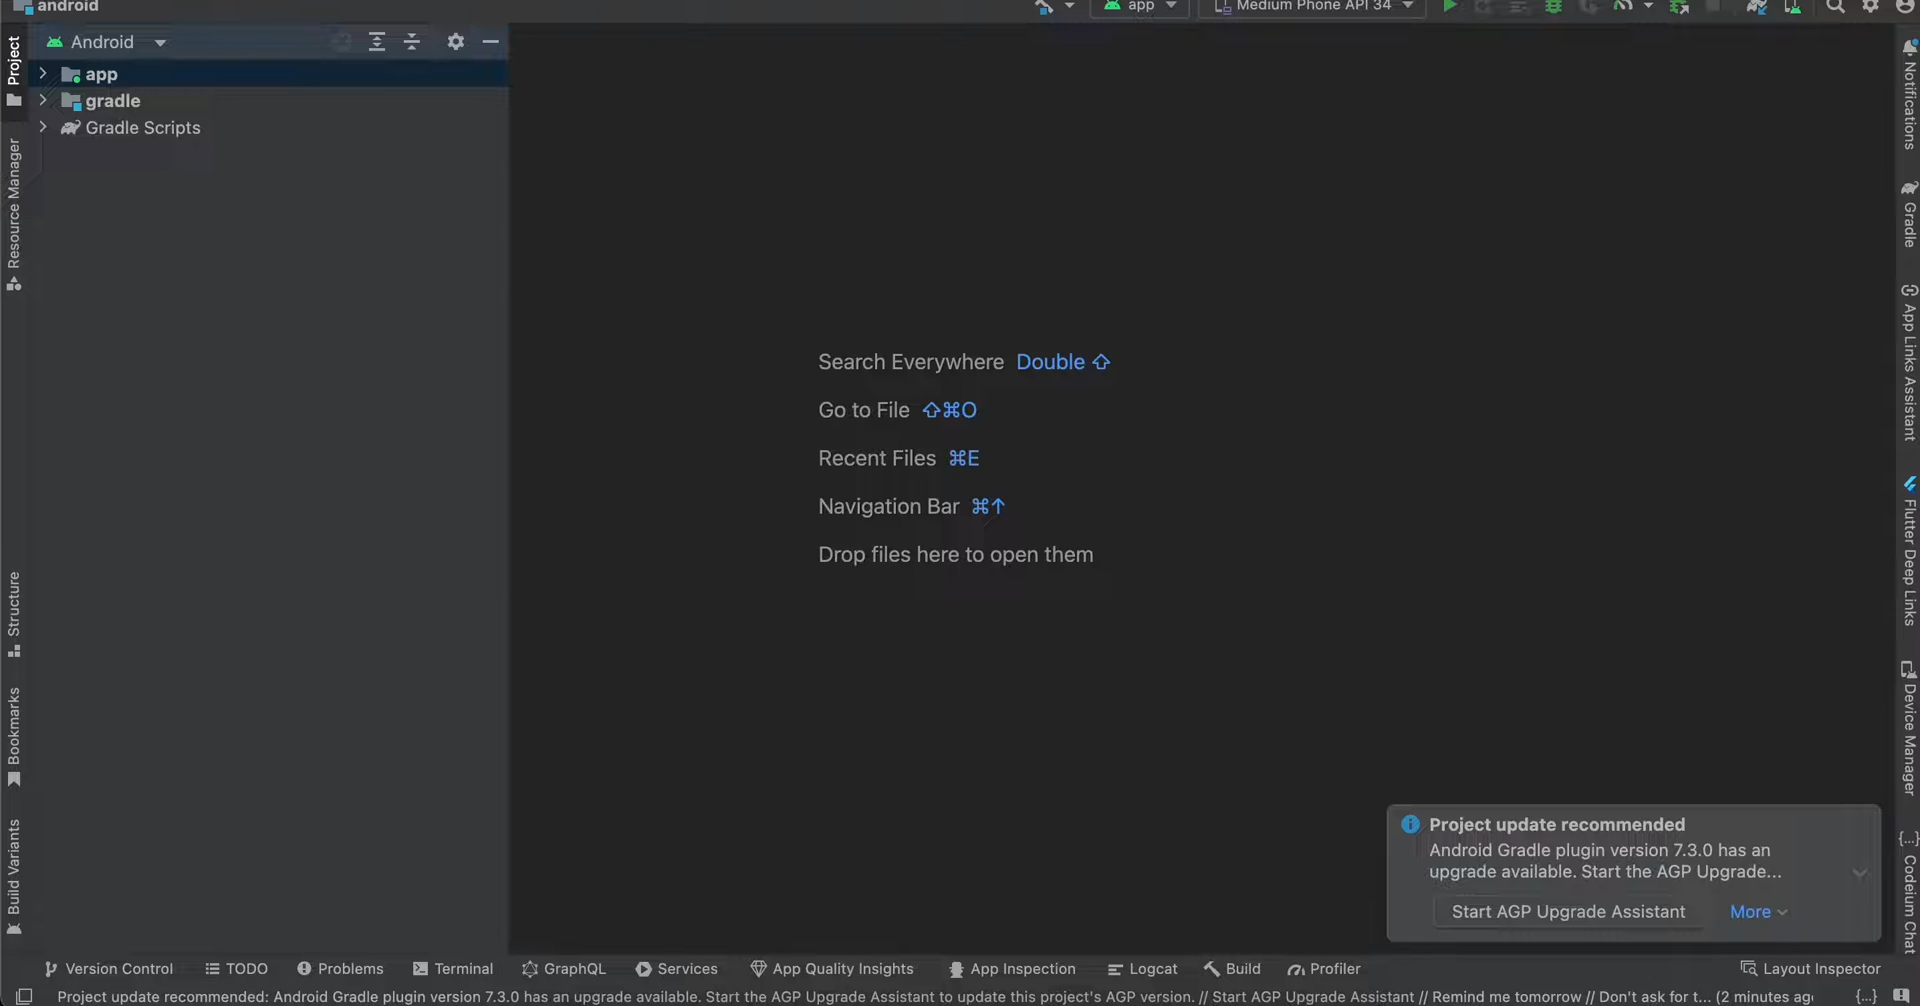 android
app
Medium Phone API 34
Project
Android
app
gradle
Gradle Scripts
Resource Manager
Structure
Bookmarks
Build Variants
Search Everywhere Double ⇧
Go to File ⇧⌘O
Recent Files ⌘E
Navigation Bar ⌘↑
Drop files here to open them
Notifications
Gradle
App Links Assistant
Flutter Deep Links
Device Manager
{...} Codeium Chat
Project update recommended
Android Gradle plugin version 7.3.0 has an
upgrade available. Start the AGP Upgrade...
Start AGP Upgrade Assistant More
Version Control TODO Problems Terminal GraphQL Services App Quality Insights App Inspection Logcat Build Profiler Layout Inspector
Project update recommended: Android Gradle plugin version 7.3.0 has an upgrade available. Start the AGP Upgrade Assistant to update this project's AGP version. // Start AGP Upgrade Assistant // Remind me tomorrow // Don't ask for t... (2 minutes ago {...}